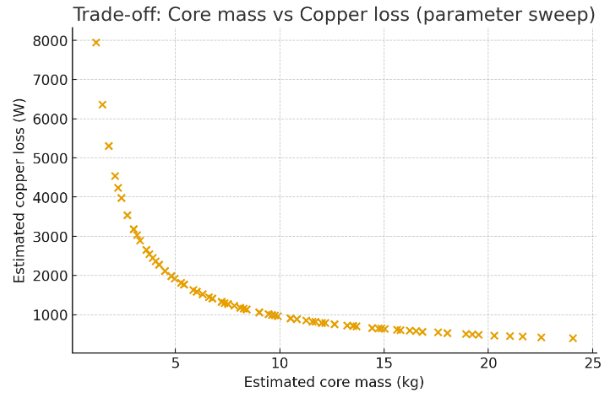 Trade-off: Core mass vs Copper loss (parameter sweep)
8000
7000
6000
5000
4000
3000
2000
1000
Estimated copper loss (W)
5 10 15 20 25
Estimated core mass (kg)